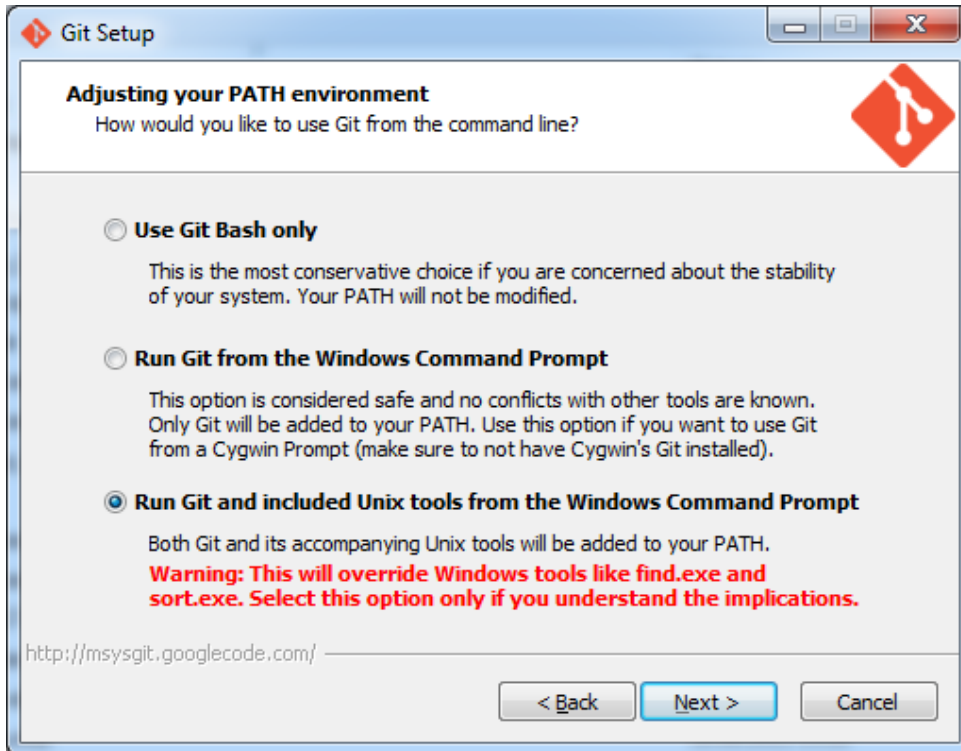 Git Setup
Adjusting your PATH environment
How would you like to use Git from the command line?
Use Git Bash only
This is the most conservative choice if you are concerned about the stability
of your system. Your PATH will not be modified.
Run Git from the Windows Command Prompt
This option is considered safe and no conflicts with other tools are known.
Only Git will be added to your PATH. Use this option if you want to use Git
from a Cygwin Prompt (make sure to not have Cygwin's Git installed).
Run Git and included Unix tools from the Windows Command Prompt
Both Git and its accompanying Unix tools will be added to your PATH.
Warning: This will override Windows tools like find.exe and
sort.exe. Select this option only if you understand the implications.
http://msysgit.googlecode.com/
< Back Next > Cancel